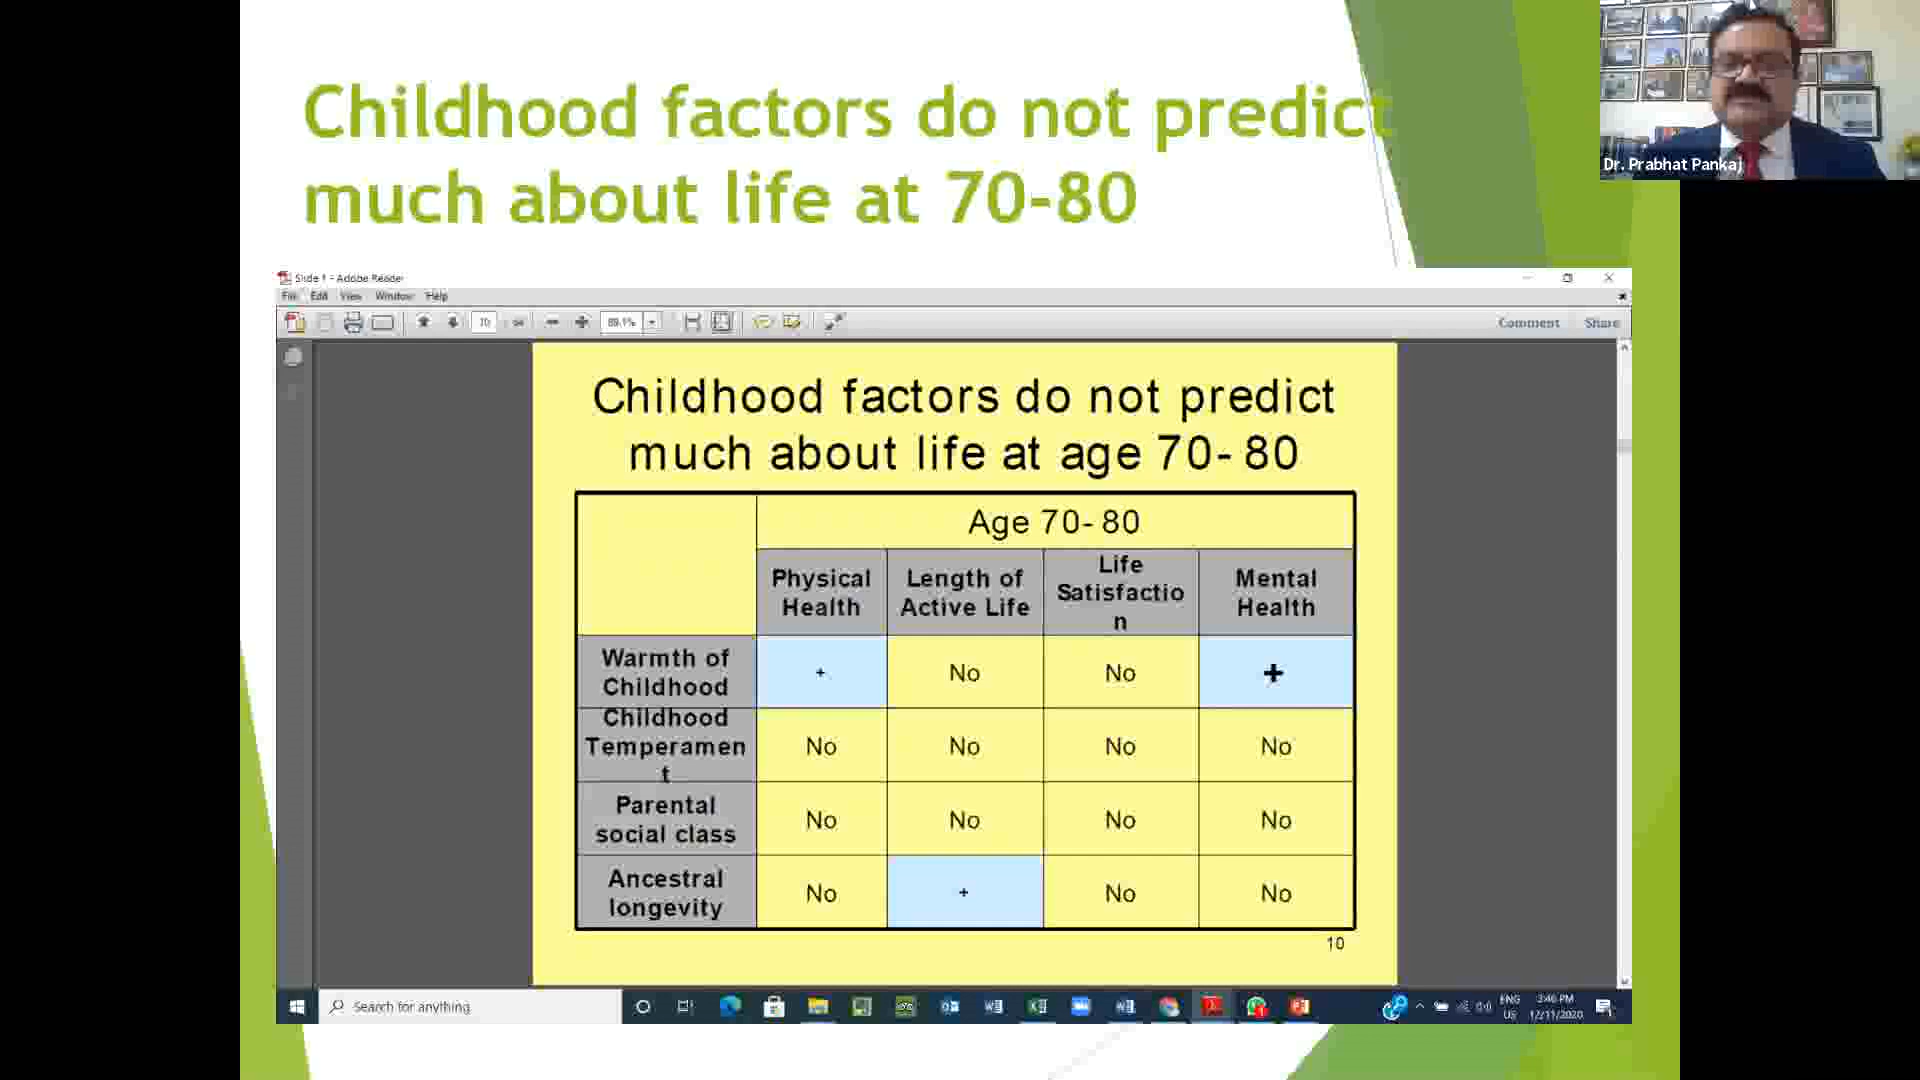 Childhood factors do not predict
much about life at 70-80
Dr. Prabhat Pankaj
Slide 1 - Adobe Reader
File Edit View Window Help
89.1%
Comment Share
Childhood factors do not predict
much about life at age 70- 80
Age 70- 80
Physical
Health
Length of
Active Life
Life
Satisfactio
n
Mental
Health
Warmth of
Childhood
+ No No +
Childhood
Temperamen
t
No No No No
Parental
social class
No No No No
Ancestral
longevity
No + No No
10
Search for anything
ENG
US
3:46 PM
12/11/2020